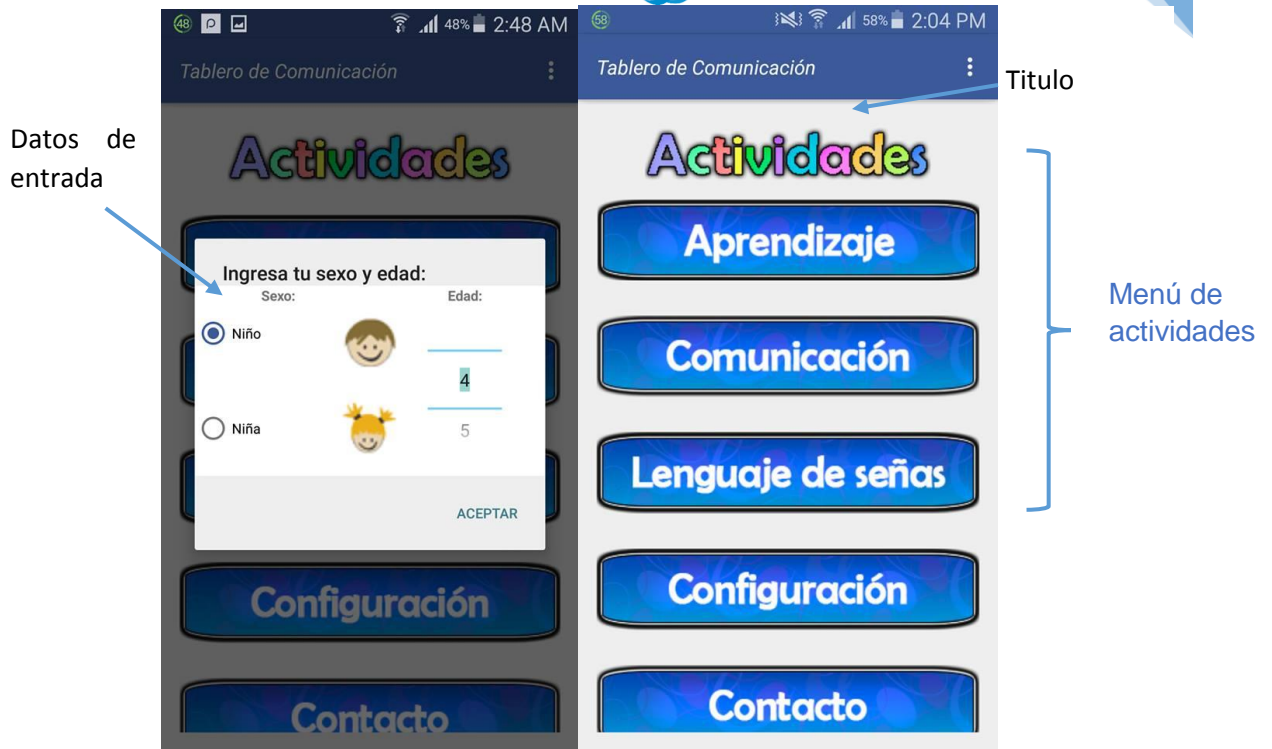 Datos de
entrada
48 48% 2:48 AM
Tablero de Comunicación
Actividades
Ingresa tu sexo y edad:
Sexo: Edad:
Niño
4
Niña 5
ACEPTAR
Configuración
Contacto
58 58% 2:04 PM
Tablero de Comunicación
Actividades
Aprendizaje
Comunicación
Lenguaje de señas
Configuración
Contacto
Titulo
Menú de
actividades